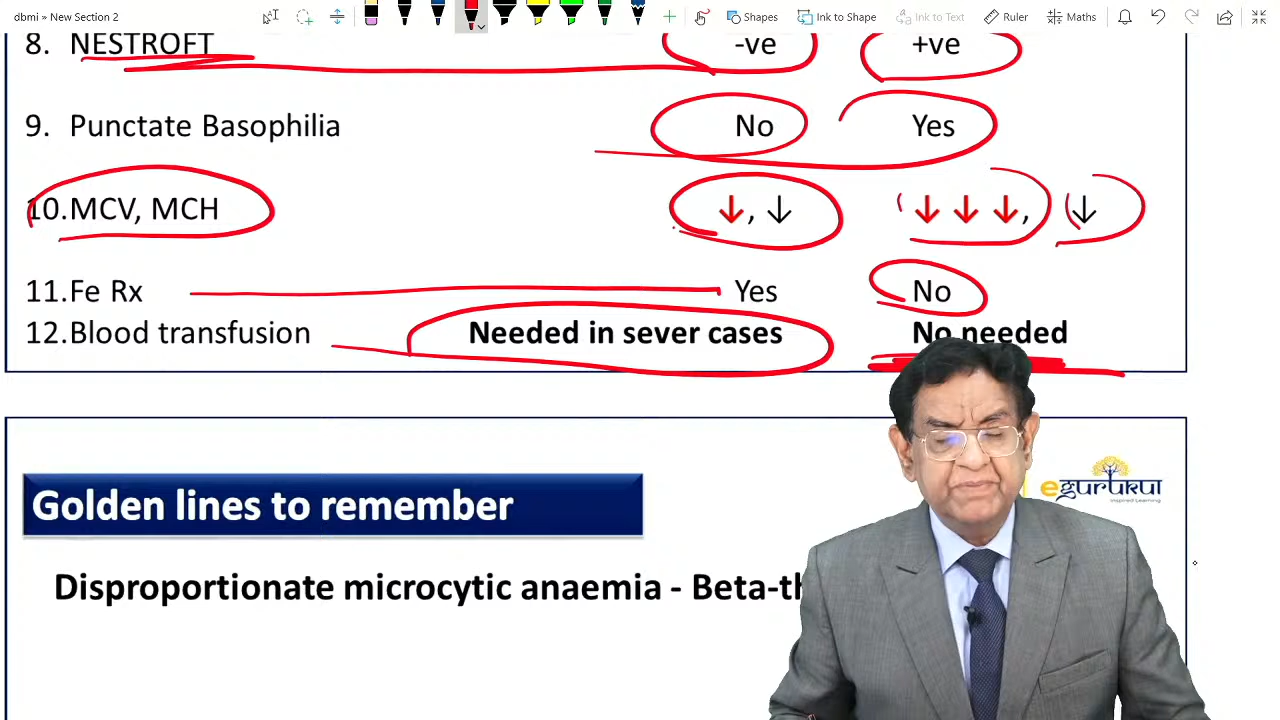 dbmi » New Section 2
Shapes
Ink to Shape
Ink to Text
Ruler
Maths
8. NESTROFT -ve +ve
9. Punctate Basophilia No Yes
10.MCV, MCH ↓, ↓ ↓ ↓ ↓, ↓
11.Fe Rx Yes No
12.Blood transfusion Needed in sever cases No needed
egurukul
Inspired Learning
Golden lines to remember
Disproportionate microcytic anaemia - Beta-th